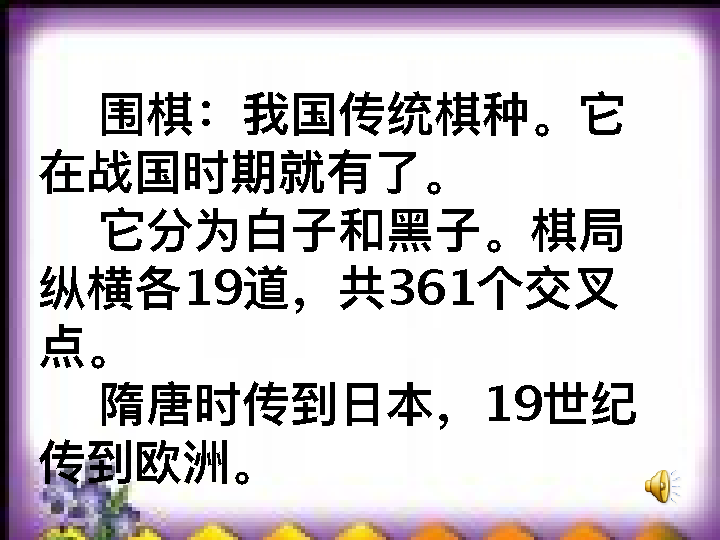 围棋：我国传统棋种。它
在战国时期就有了。
它分为白子和黑子。棋局
纵横各19道，共361个交叉
点。
隋唐时传到日本，19世纪
传到欧洲。